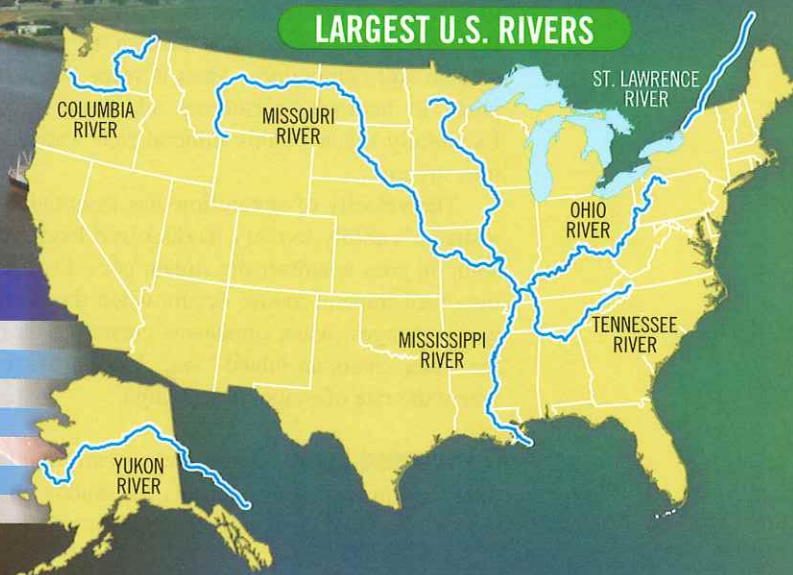 LARGEST U.S. RIVERS
COLUMBIA
RIVER
MISSOURI
RIVER
ST. LAWRENCE
RIVER
OHIO
RIVER
MISSISSIPPI
RIVER
TENNESSEE
RIVER
YUKON
RIVER